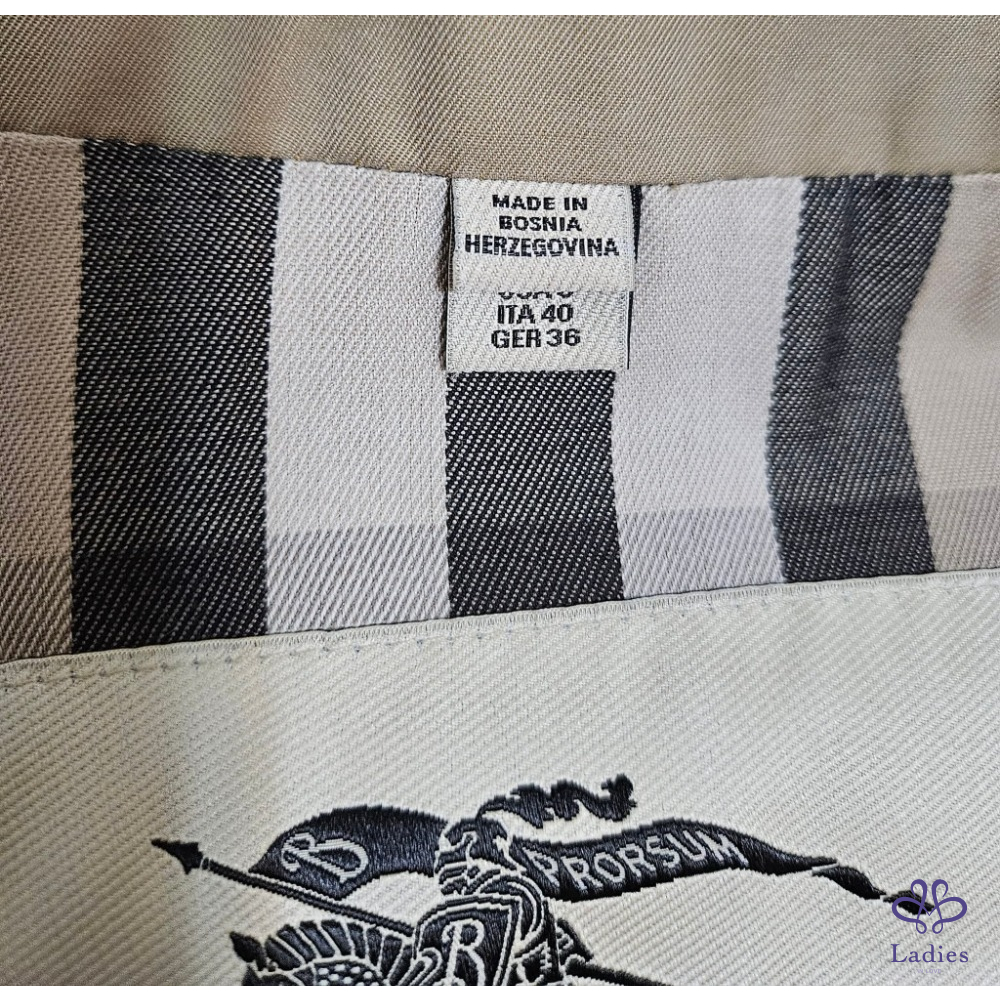 MADE IN
BOSNIA
HERZEGOVINA
ITA 40
GER 36
B PRORSUM
B
Ladies